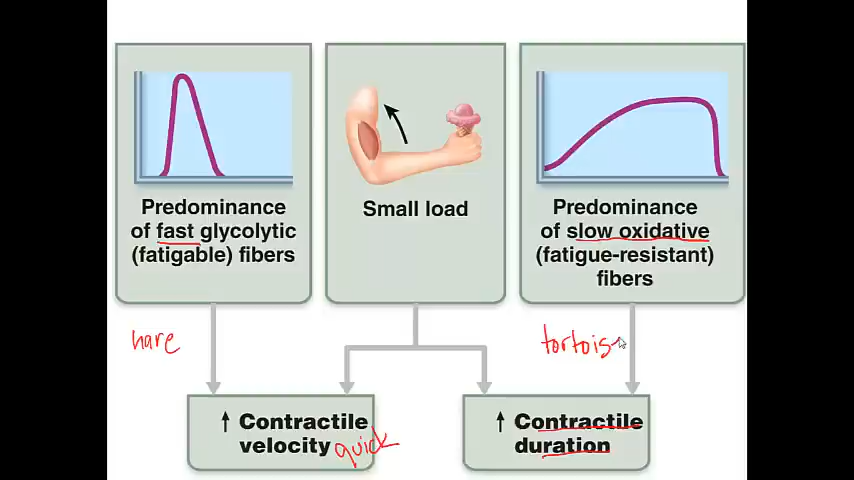 Predominance
of fast glycolytic
(fatigable) fibers
Small load
Predominance
of slow oxidative
(fatigue-resistant)
fibers
hare
tortois
↑ Contractile
velocity quick
↑ Contractile
duration